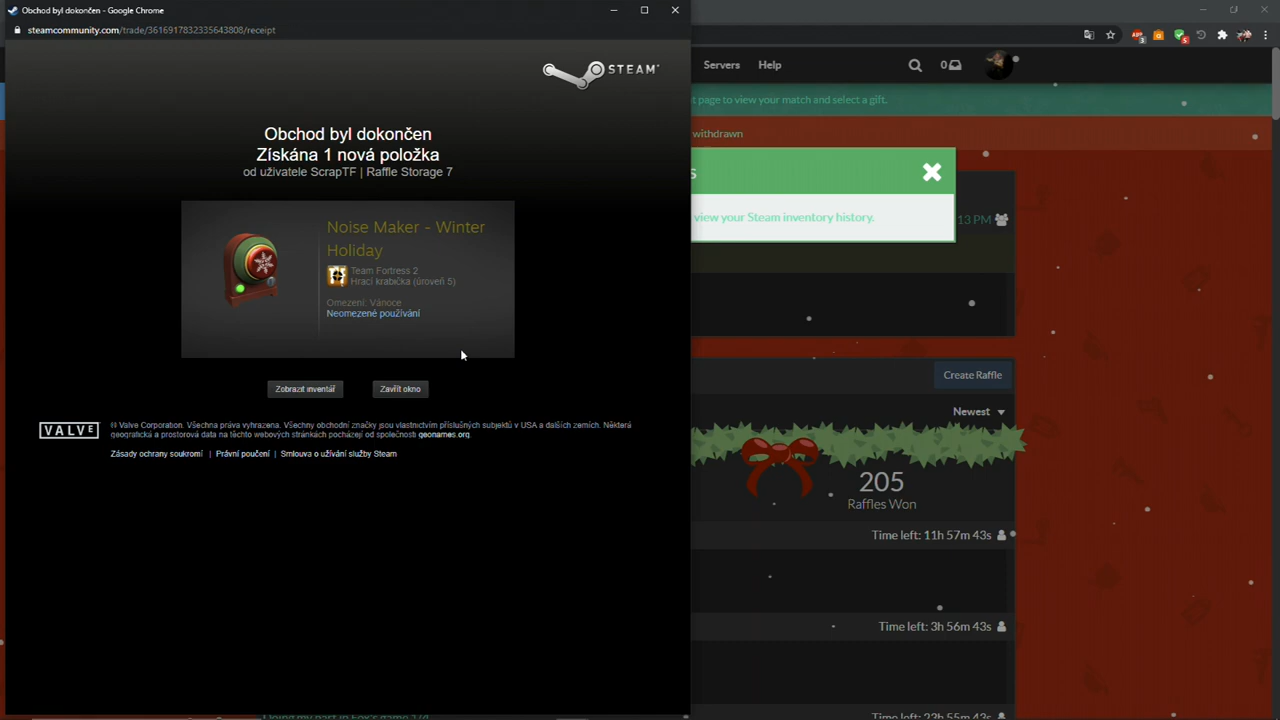 Obchod byl dokončen - Google Chrome
steamcommunity.com/trade/3616917832335643808/receipt
STEAM
Obchod byl dokončen
Získána 1 nová položka
od uživatele ScrapTF | Raffle Storage 7
Noise Maker - Winter
Holiday
Team Fortress 2
Hrací krabička (úroveň 5)
Omezení: Vánoce
Neomezené používání
Zobrazit inventář
Zavřít okno
VALVE
© Valve Corporation. Všechna práva vyhrazena. Všechny obchodní značky jsou vlastnictvím příslušných subjektů v USA a dalších zemích. Některá
geografická a prostorová data na těchto webových stránkách pocházejí od společnosti geonames.org.
Zásady ochrany soukromí | Právní poučení | Smlouva o užívání služby Steam
Servers
Help
0
t page to view your match and select a gift.
withdrawn
s
view your Steam inventory history.
13 PM
Create Raffle
Newest
205
Raffles Won
Time left: 11h 57m 43s
Time left: 3h 56m 43s
Time left: 23h 55m 43s